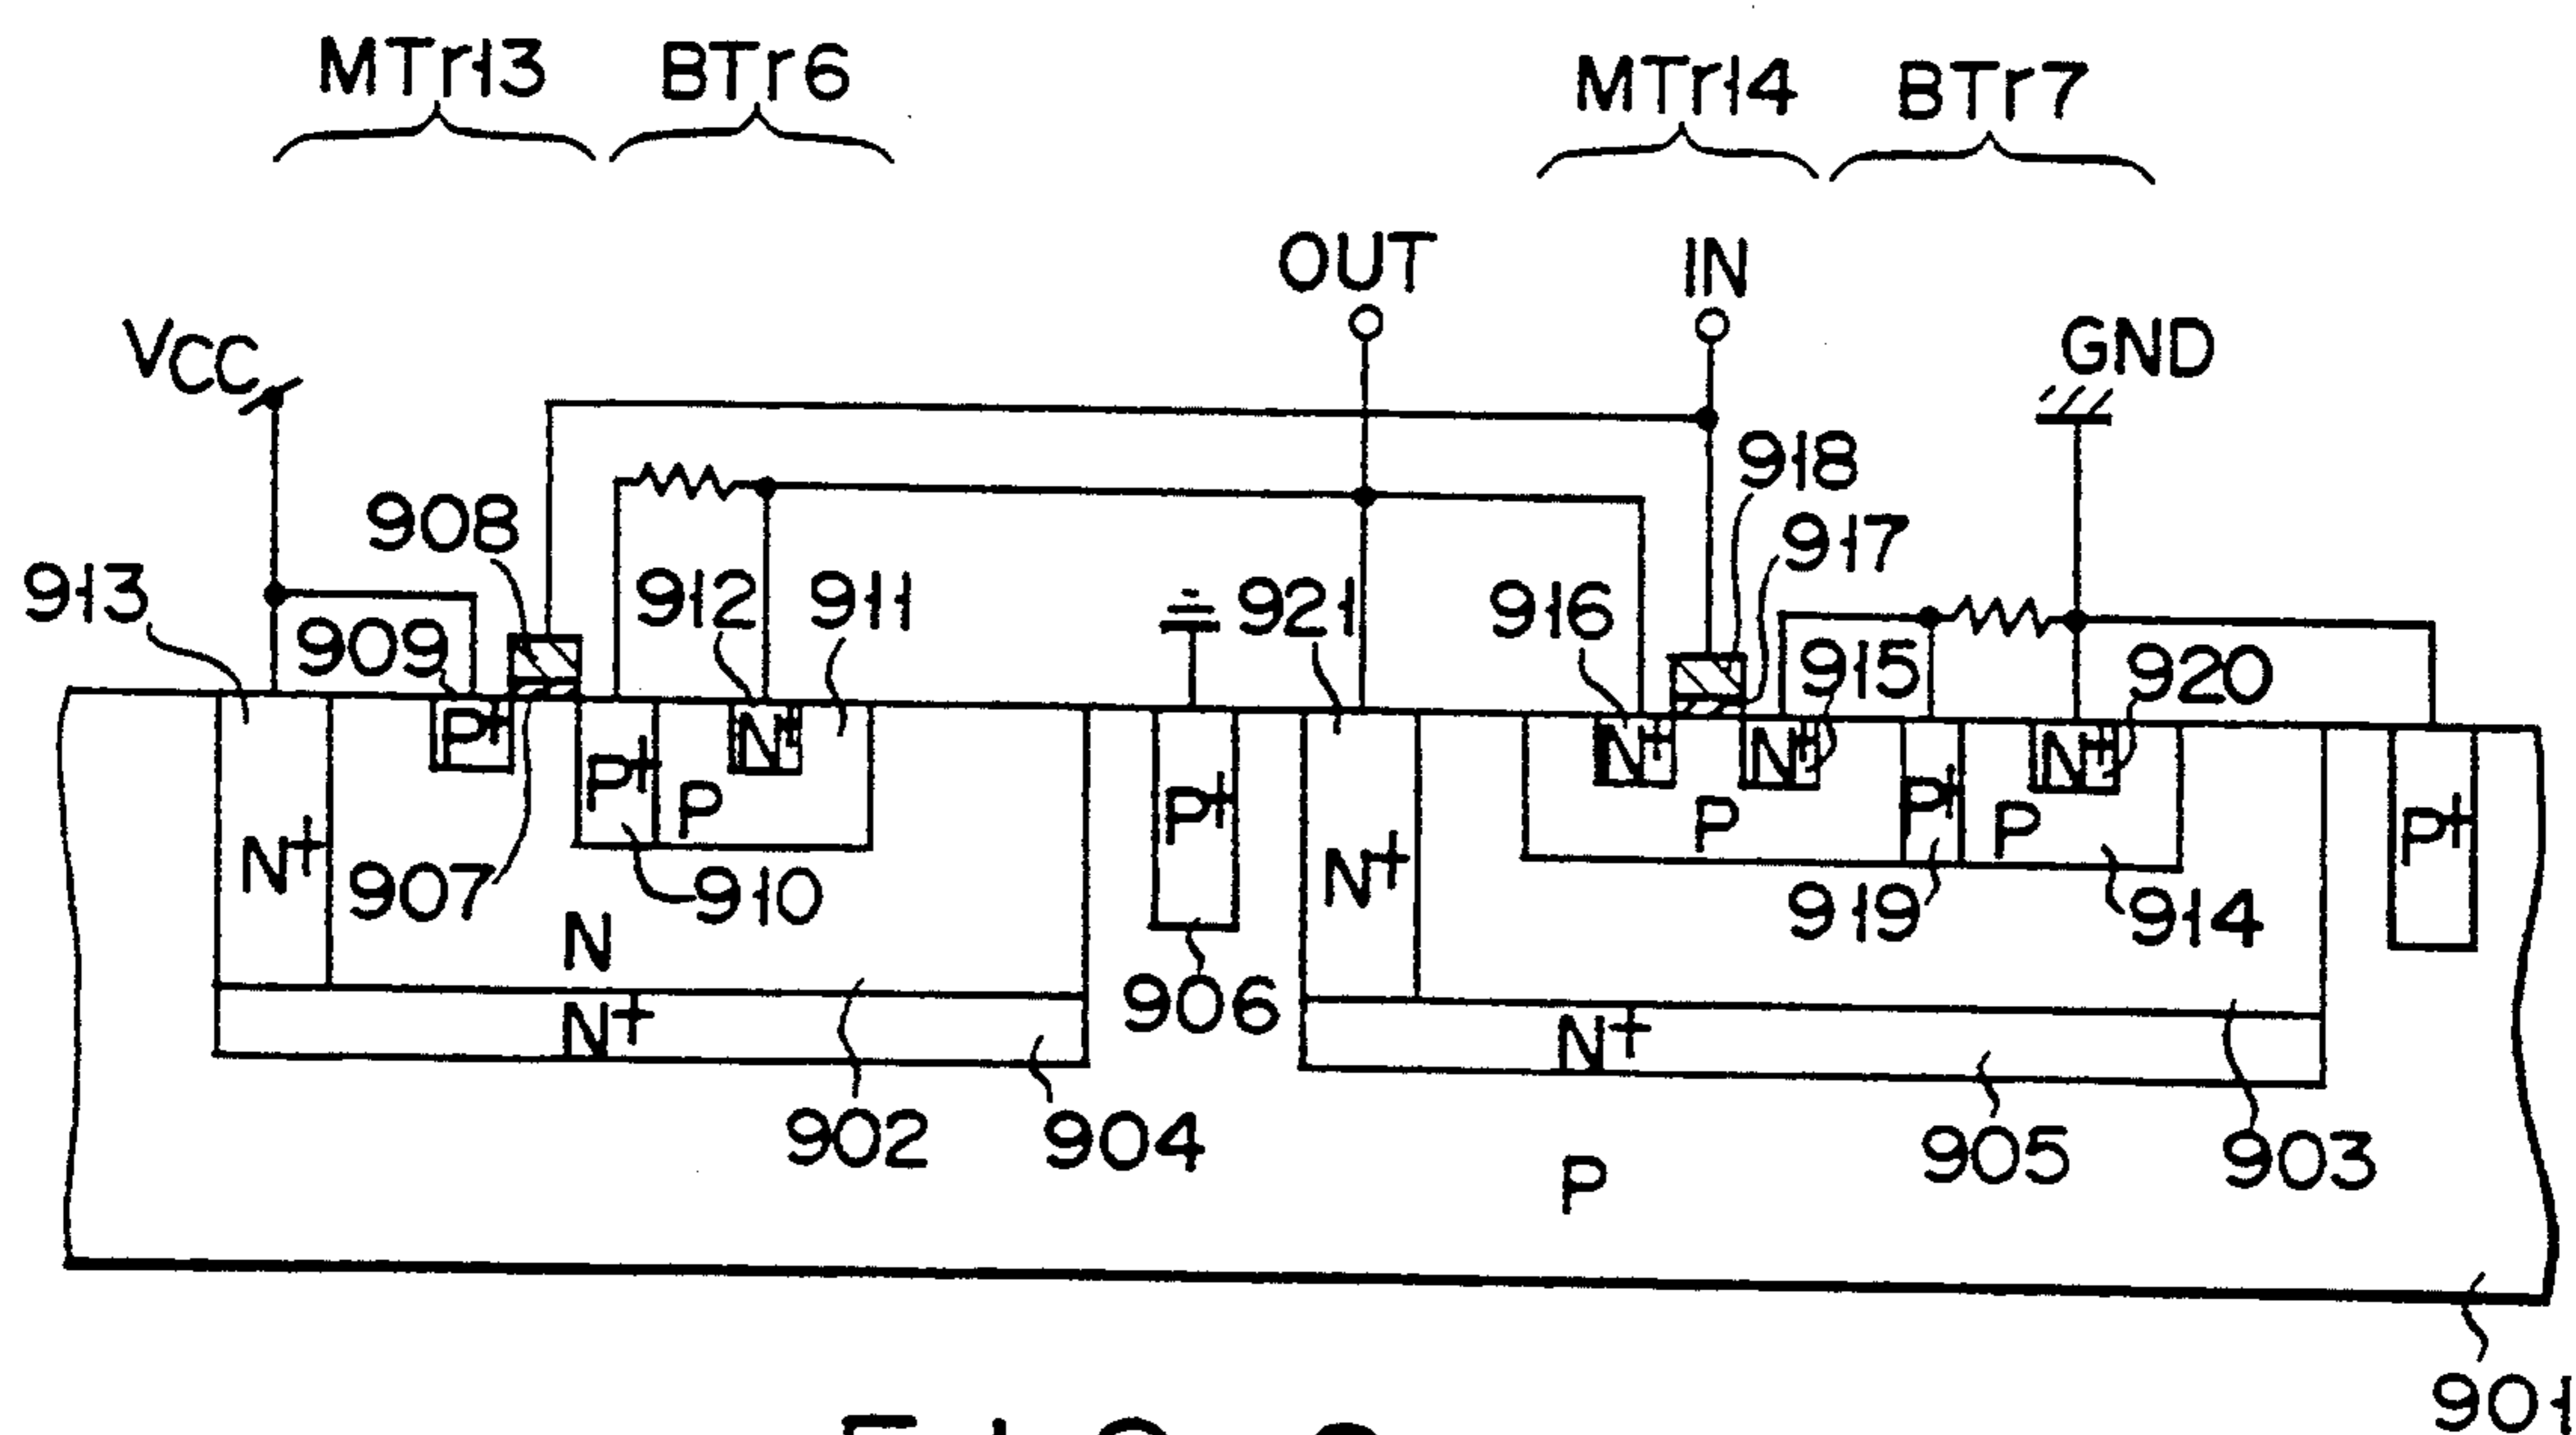 MTr13 BTr6 MTr14 BTr7
OUT IN
VCC GND
918
908 917
913 909 912 911 921 916 915 920
P+ P+ P N+ P+ N+ N+ P N+ P+ P N+ P+
N+ 907 910 919 914
N 906
N+ N+
902 904 905 903
P
901